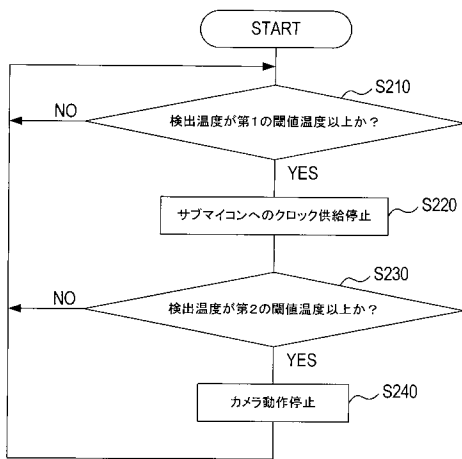 START
S210
NO
検出温度が第1の閾値温度以上か?
YES
サブマイコンへのクロック供給停止
S220
S230
NO
検出温度が第2の閾値温度以上か?
YES
カメラ動作停止
S240